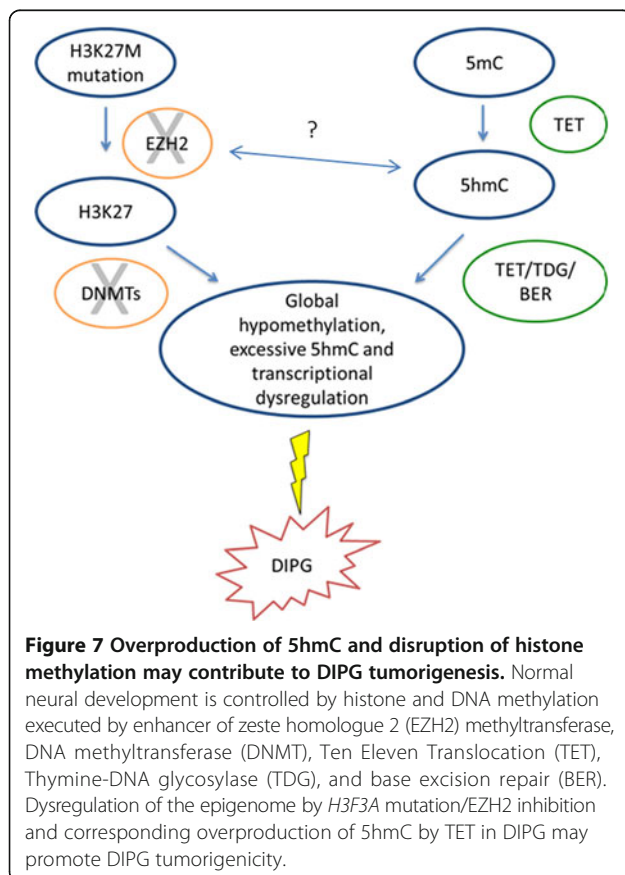 H3K27M
mutation
5mC
EZH2
?
TET
H3K27
5hmC
DNMTs
TET/TDG/
BER
Global
hypomethylation,
excessive 5hmC and
transcriptional
dysregulation
DIPG
Figure 7 Overproduction of 5hmC and disruption of histone
methylation may contribute to DIPG tumorigenesis. Normal
neural development is controlled by histone and DNA methylation
executed by enhancer of zeste homologue 2 (EZH2) methyltransferase,
DNA methyltransferase (DNMT), Ten Eleven Translocation (TET),
Thymine-DNA glycosylase (TDG), and base excision repair (BER).
Dysregulation of the epigenome by H3F3A mutation/EZH2 inhibition
and corresponding overproduction of 5hmC by TET in DIPG may
promote DIPG tumorigenicity.